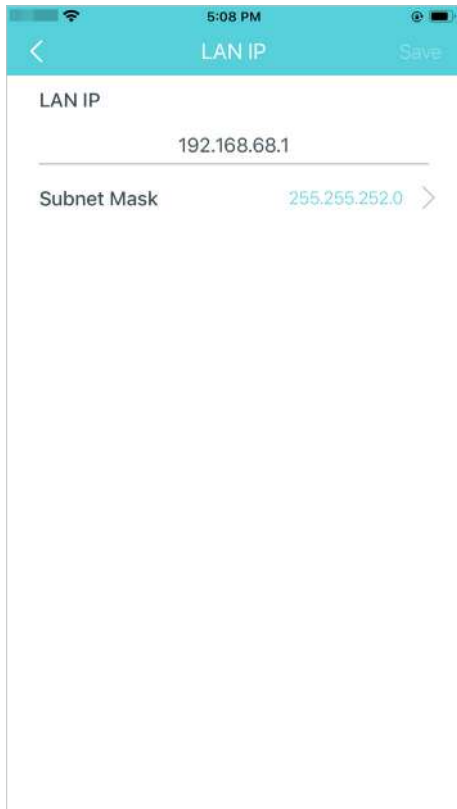 5:08 PM
LAN IP
Save
LAN IP
192.168.68.1
Subnet Mask
255.255.252.0